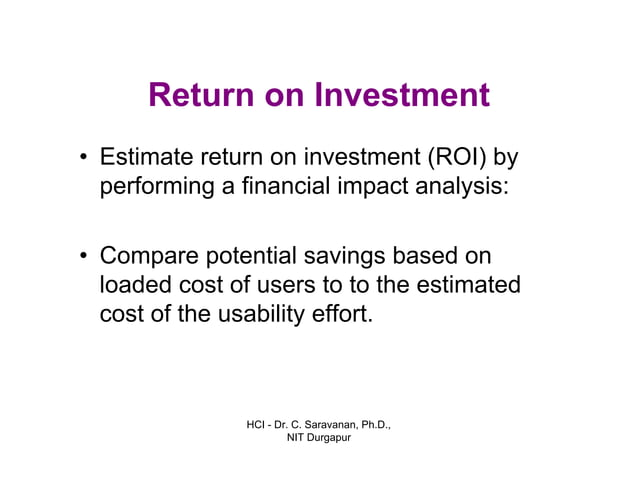 Return on Investment
• Estimate return on investment (ROI) by
performing a financial impact analysis:
• Compare potential savings based on
loaded cost of users to to the estimated
cost of the usability effort.
HCI - Dr. C. Saravanan, Ph.D.,
NIT Durgapur